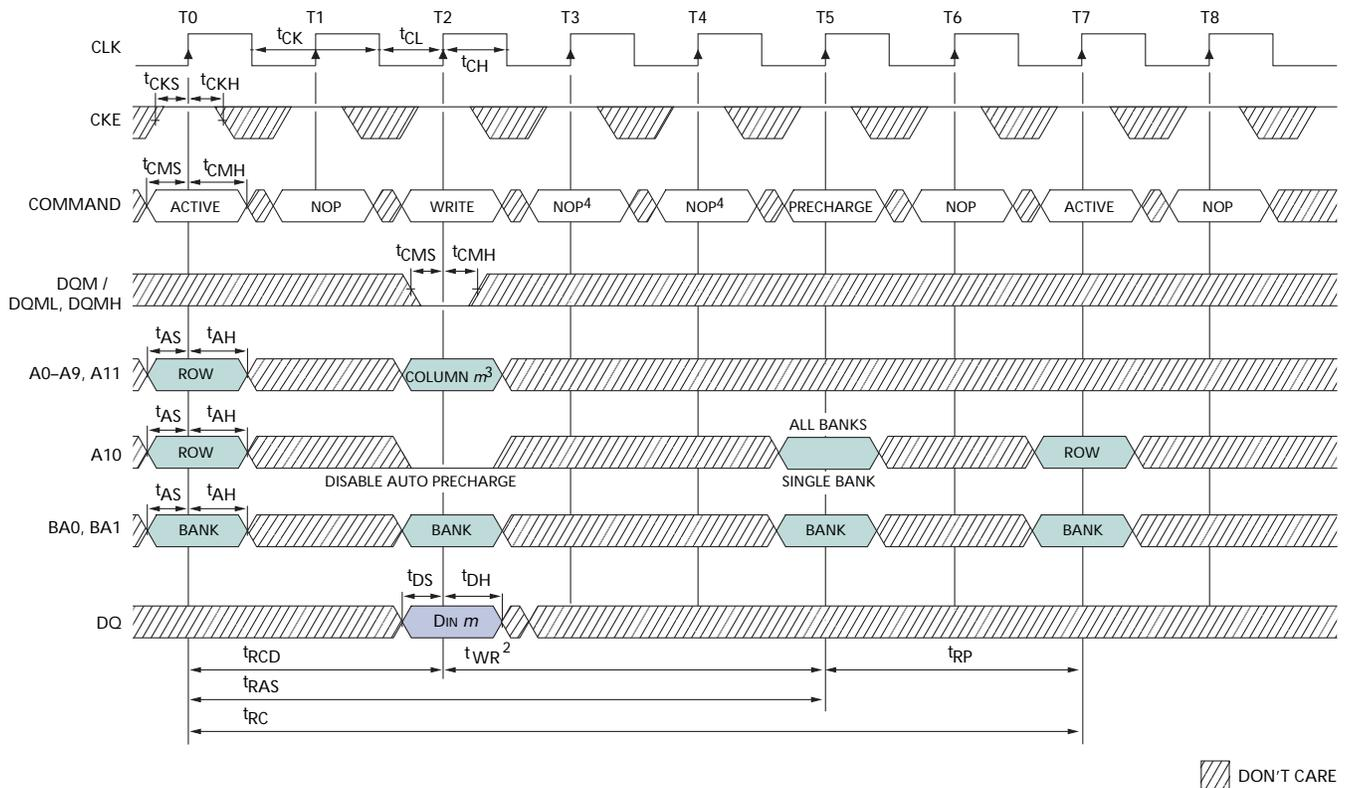 T0 T1 T2 T3 T4 T5 T6 T7 T8
CLK
tCK tCL
tCH
tCKS tCKH
CKE
tCMS tCMH
COMMAND ACTIVE NOP WRITE NOP4 NOP4 PRECHARGE NOP ACTIVE NOP
tCMS tCMH
DQM /
DQML, DQMH
tAS tAH
A0–A9, A11 ROW COLUMN m3
tAS tAH
ALL BANKS
A10 ROW ROW
DISABLE AUTO PRECHARGE SINGLE BANK
tAS tAH
BA0, BA1 BANK BANK BANK BANK
tDS tDH
DQ DIN m
tRCD tWR2 tRP
tRAS
tRC
DON'T CARE